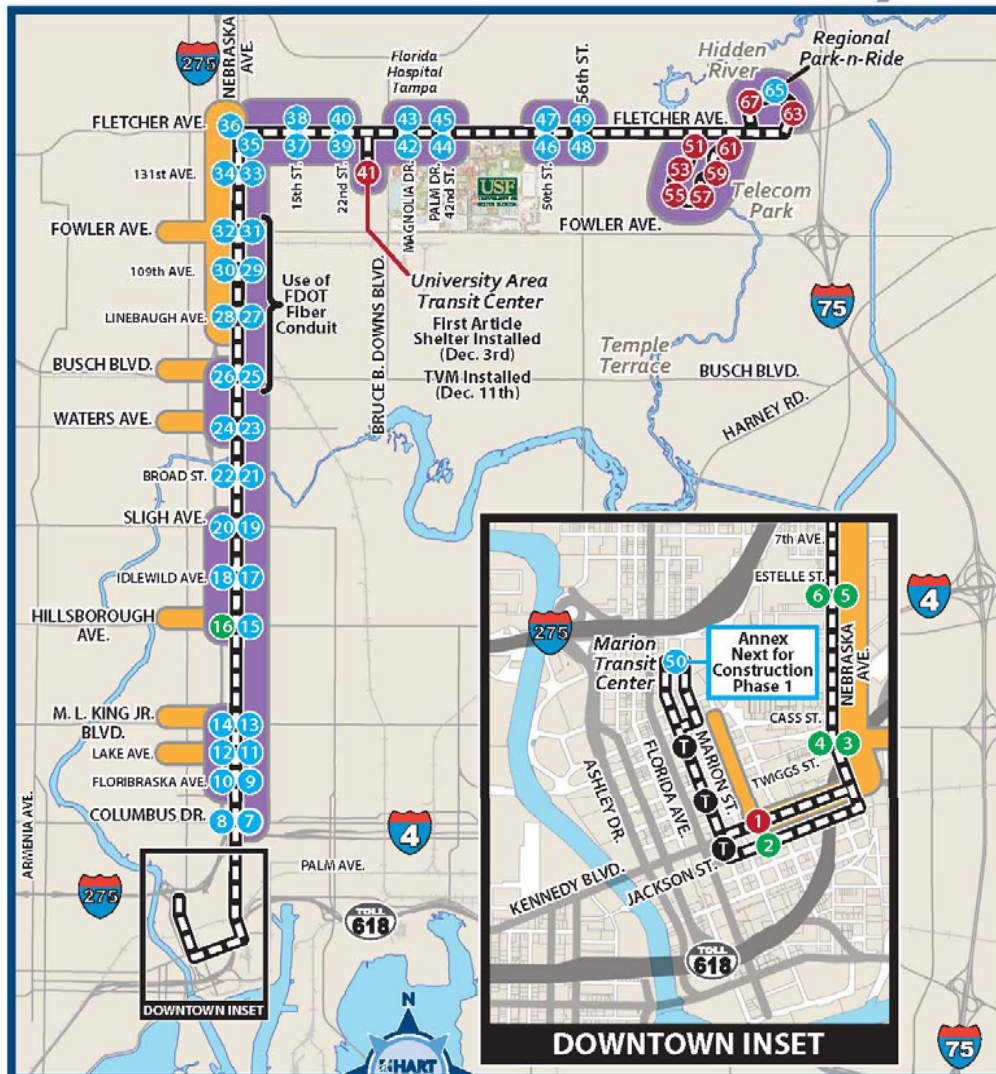 275
NEBRASKA
AVE.
Florida
Hospital
Tampa
56th ST.
Hidden
River
Regional
Park-n-Ride
FLETCHER AVE.
36
38
40
43
45
47
49
FLETCHER AVE.
67
65
63
35
37
39
42
44
46
48
51
61
131st AVE.
34
33
15th ST.
22nd ST.
41
MAGNOLIA DR.
PALM DR.
42nd ST.
USF
50th ST.
53
59
55
57
Telecom
Park
FOWLER AVE.
32
31
FOWLER AVE.
109th AVE.
30
29
Use of
FDOT
Fiber
Conduit
BRUCE B. DOWNS BLVD.
University Area
Transit Center
First Article
Shelter Installed
(Dec. 3rd)
TVM Installed
(Dec. 11th)
75
LINEBAUGH AVE.
28
27
Temple
Terrace
BUSCH BLVD.
26
25
BUSCH BLVD.
HARNEY RD.
WATERS AVE.
24
23
BROAD ST.
22
21
SLIGH AVE.
20
19
IDLEWILD AVE.
18
17
HILLSBOROUGH
AVE.
16
15
M. L. KING JR.
BLVD.
14
13
LAKE AVE.
12
11
FLORIBRASKA AVE.
10
9
COLUMBUS DR.
8
7
ARMENIA AVE.
4
PALM AVE.
275
TOLL
618
DOWNTOWN INSET
N
HART
7th AVE.
ESTELLE ST.
6
5
4
275
Marion
Transit
Center
50
Annex
Next for
Construction
Phase 1
NEBRASKA
AVE.
CASS ST.
4
3
TWIGGS ST.
MARION ST.
FLORIDA AVE.
ASHLEY DR.
T
T
T
1
2
KENNEDY BLVD.
JACKSON ST.
TOLL
618
DOWNTOWN INSET
75